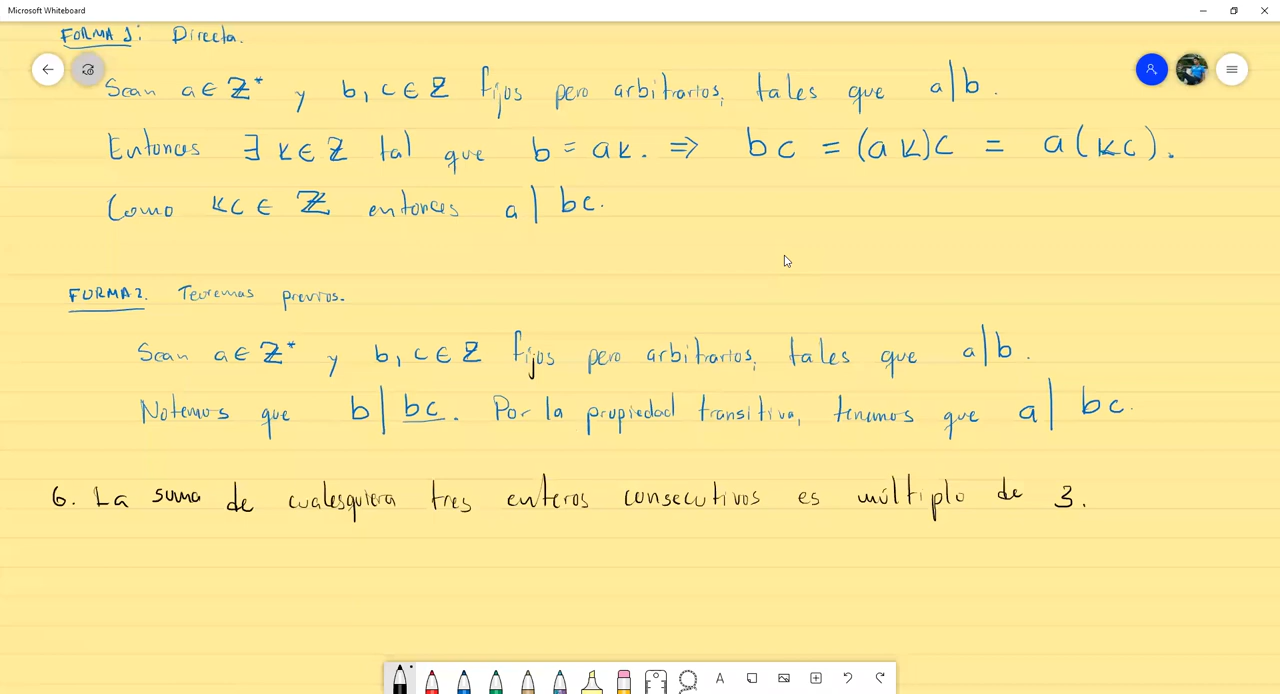 Microsoft Whiteboard
FORMA 1: Directa.
Sean a ∈ ℤ* y b, c ∈ ℤ fijos pero arbitrarios, tales que a|b.
Entonces ∃ k ∈ ℤ tal que b = ak. ⇒ bc = (ak)c = a(kc).
Como kc ∈ ℤ entonces a|bc.
FORMA 2. Teoremas previos.
Sean a ∈ ℤ* y b, c ∈ ℤ fijos pero arbitrarios, tales que a|b.
Notemos que b|bc. Por la propiedad transitiva, tenemos que a|bc.
6. La suma de cualesquiera tres enteros consecutivos es múltiplo de 3.